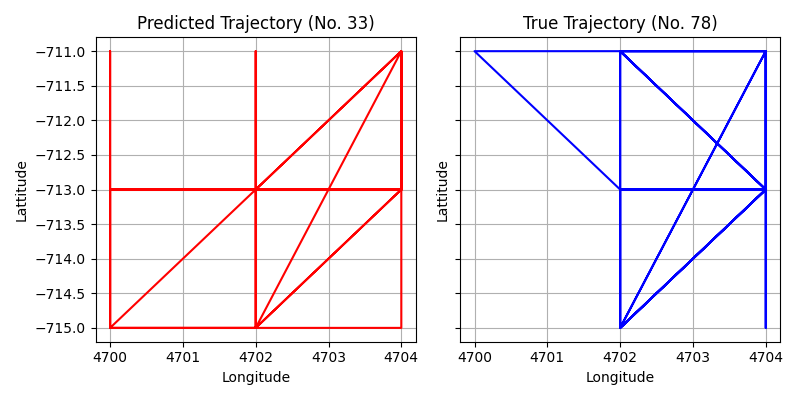 Predicted Trajectory (No. 33)
True Trajectory (No. 78)
−711.0
−711.5
−712.0
−712.5
−713.0
−713.5
−714.0
−714.5
−715.0
Lattitude
Lattitude
4700 4701 4702 4703 4704
4700 4701 4702 4703 4704
Longitude
Longitude